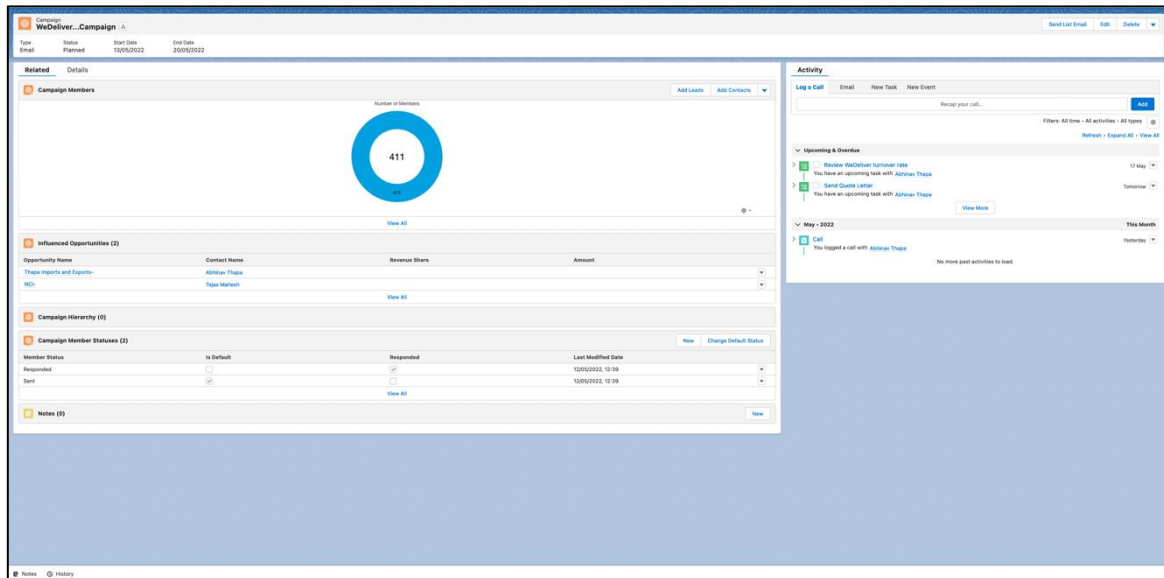 Campaign
WeDeliver...Campaign
Send List Email Edit Delete
Type Status Start Date End Date
Email Planned 13/05/2022 20/05/2022
Related Details
Campaign Members
Add Leads Add Contacts
Number of Members
411
411
View All
Influenced Opportunities (2)
Opportunity Name Contact Name Revenue Share Amount
Thapa Imports and Exports- Abhinav Thapa
NCI- Tejas Mahesh
View All
Campaign Hierarchy (0)
Campaign Member Statuses (2)
New Change Default Status
Member Status Is Default Responded Last Modified Date
Responded 12/05/2022, 12:39
Sent 12/05/2022, 12:39
View All
Notes (0)
New
Activity
Log a Call Email New Task New Event
Recap your call...
Add
Filters: All time • All activities • All types
Refresh • Expand All • View All
Upcoming & Overdue
Review WeDeliver turnover rate 17 May
You have an upcoming task with Abhinav Thapa
Send Quote Letter Tomorrow
You have an upcoming task with Abhinav Thapa
View More
May • 2022 This Month
Call Yesterday
You logged a call with Abhinav Thapa
No more past activities to load.
Notes History